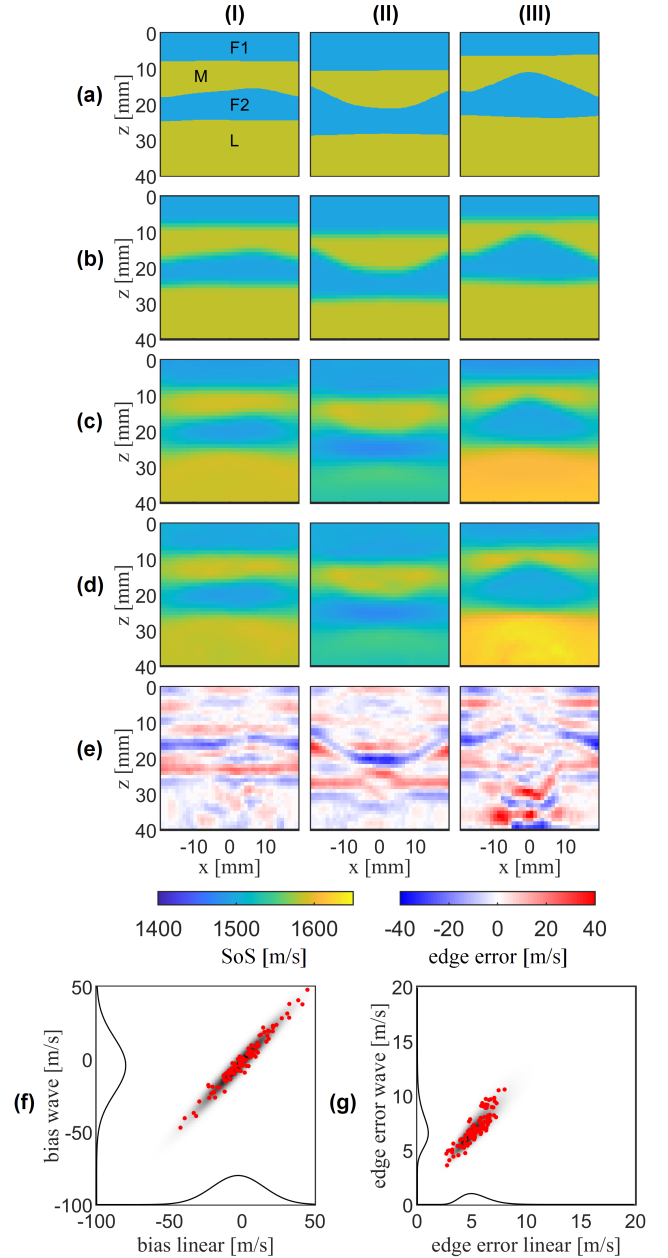 (I) (II) (III)
(a)
z [mm]
0
10
20
30
40
F1
M
F2
L
(b)
z [mm]
0
10
20
30
40
(c)
z [mm]
0
10
20
30
40
(d)
z [mm]
0
10
20
30
40
(e)
z [mm]
0
10
20
30
40
-10 0 10 -10 0 10 -10 0 10
x [mm] x [mm] x [mm]
1400 1500 1600
SoS [m/s]
-40 -20 0 20 40
edge error [m/s]
(f)
bias wave [m/s]
50
0
-50
-100
-100 -50 0 50
bias linear [m/s]
(g)
edge error wave [m/s]
20
15
10
5
0
0 5 10 15 20
edge error linear [m/s]